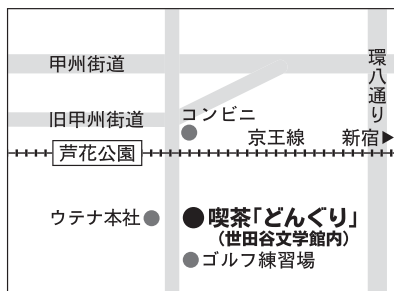 甲州街道
環八通り
旧甲州街道
コンビニ
京王線
新宿▶
芦花公園
ウテナ本社
喫茶「どんぐり」
(世田谷文学館内)
ゴルフ練習場